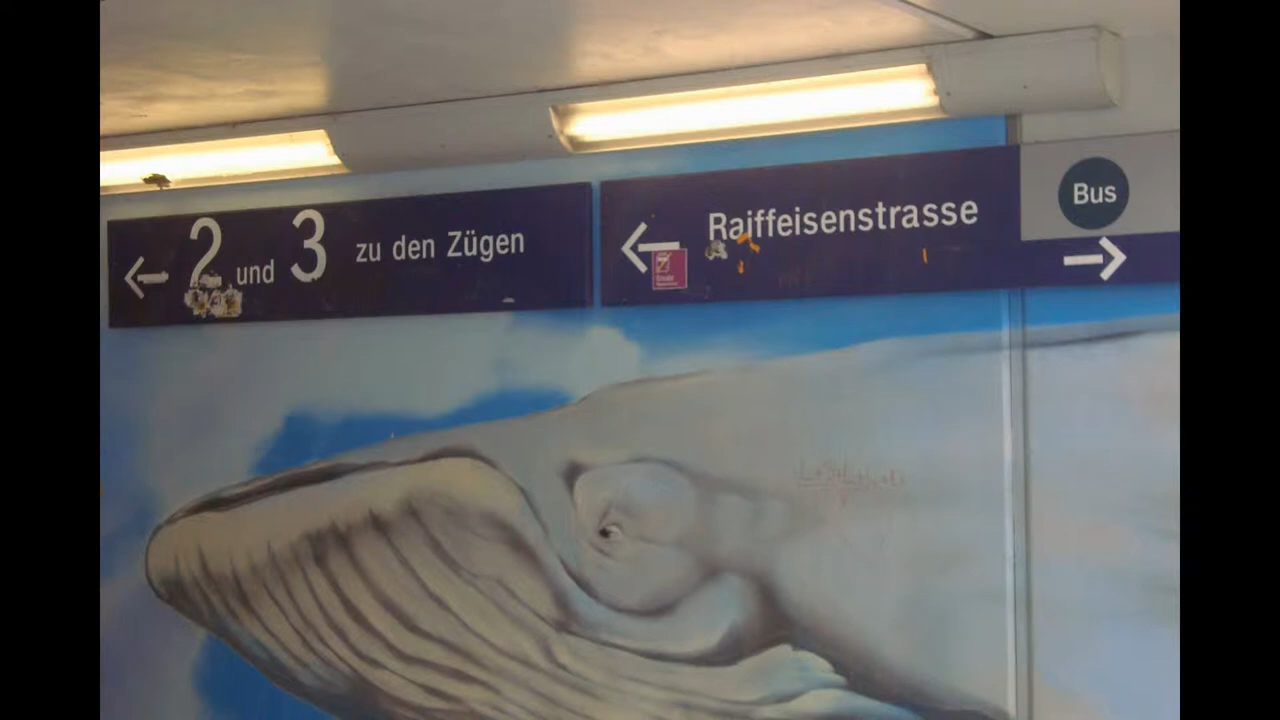 2 und 3 zu den Zügen
Raiffeisenstrasse
Bus